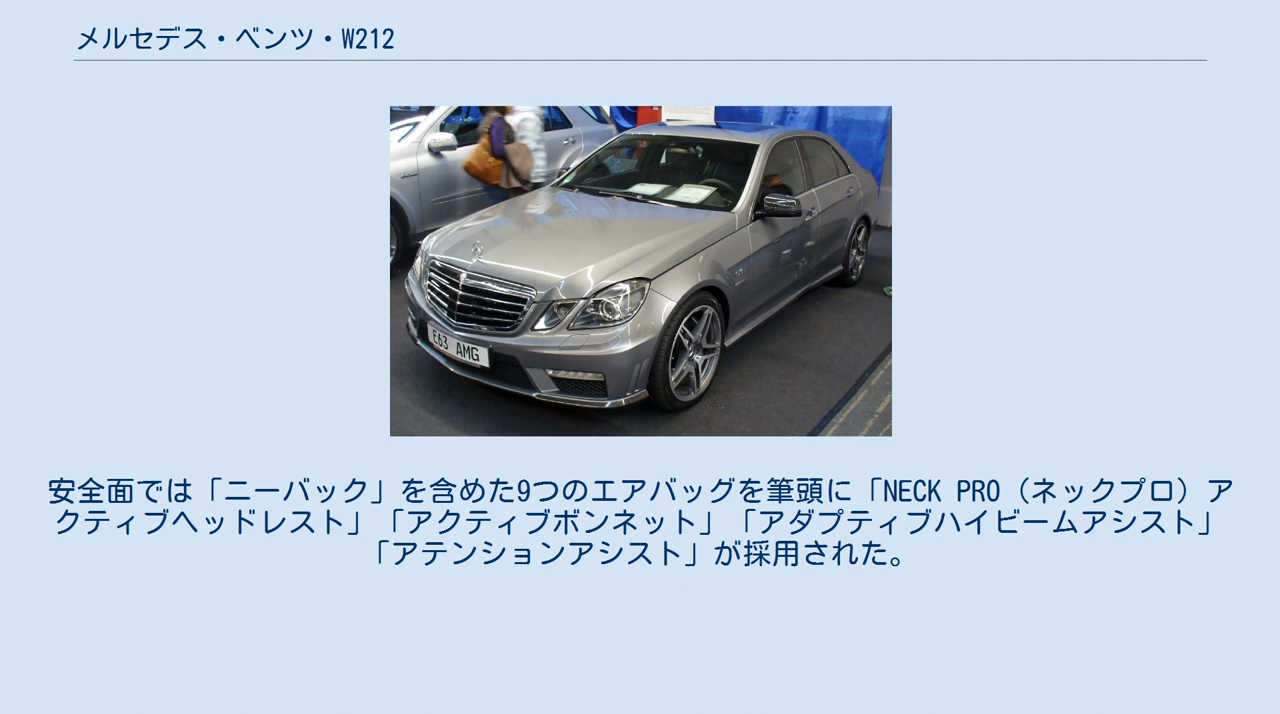 メルセデス・ベンツ・W212
E63 AMG
安全面では「ニーバック」を含めた9つのエアバッグを筆頭に「NECK PRO（ネックプロ）ア
クティブヘッドレスト」「アクティブボンネット」「アダプティブハイビームアシスト」
「アテンションアシスト」が採用された。